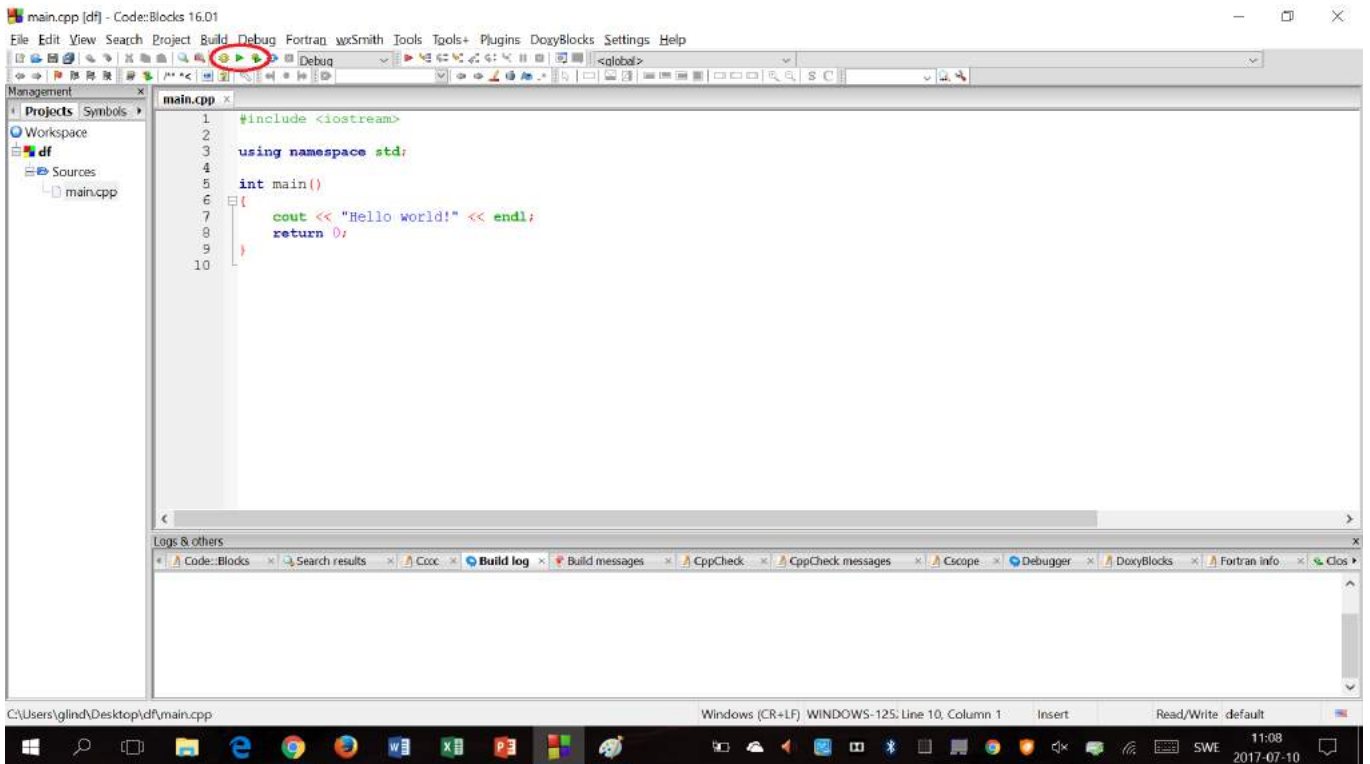 main.cpp [df] - Code::Blocks 16.01
File Edit View Search Project Build Debug Fortran wxSmith Tools Tools+ Plugins DoxyBlocks Settings Help
Debug <global>
/** *< S C
Management
Projects Symbols
Workspace
df
Sources
main.cpp
main.cpp
1 #include <iostream>
2
3 using namespace std;
4
5 int main()
6 {
7 cout << "Hello world!" << endl;
8 return 0;
9 }
10
Logs & others
Code::Blocks Search results Cccc Build log Build messages CppCheck CppCheck messages Cscope Debugger DoxyBlocks Fortran info Clos
C:\Users\glind\Desktop\df\main.cpp Windows (CR+LF) WINDOWS-125 Line 10, Column 1 Insert Read/Write default
SWE 11:08
2017-07-10